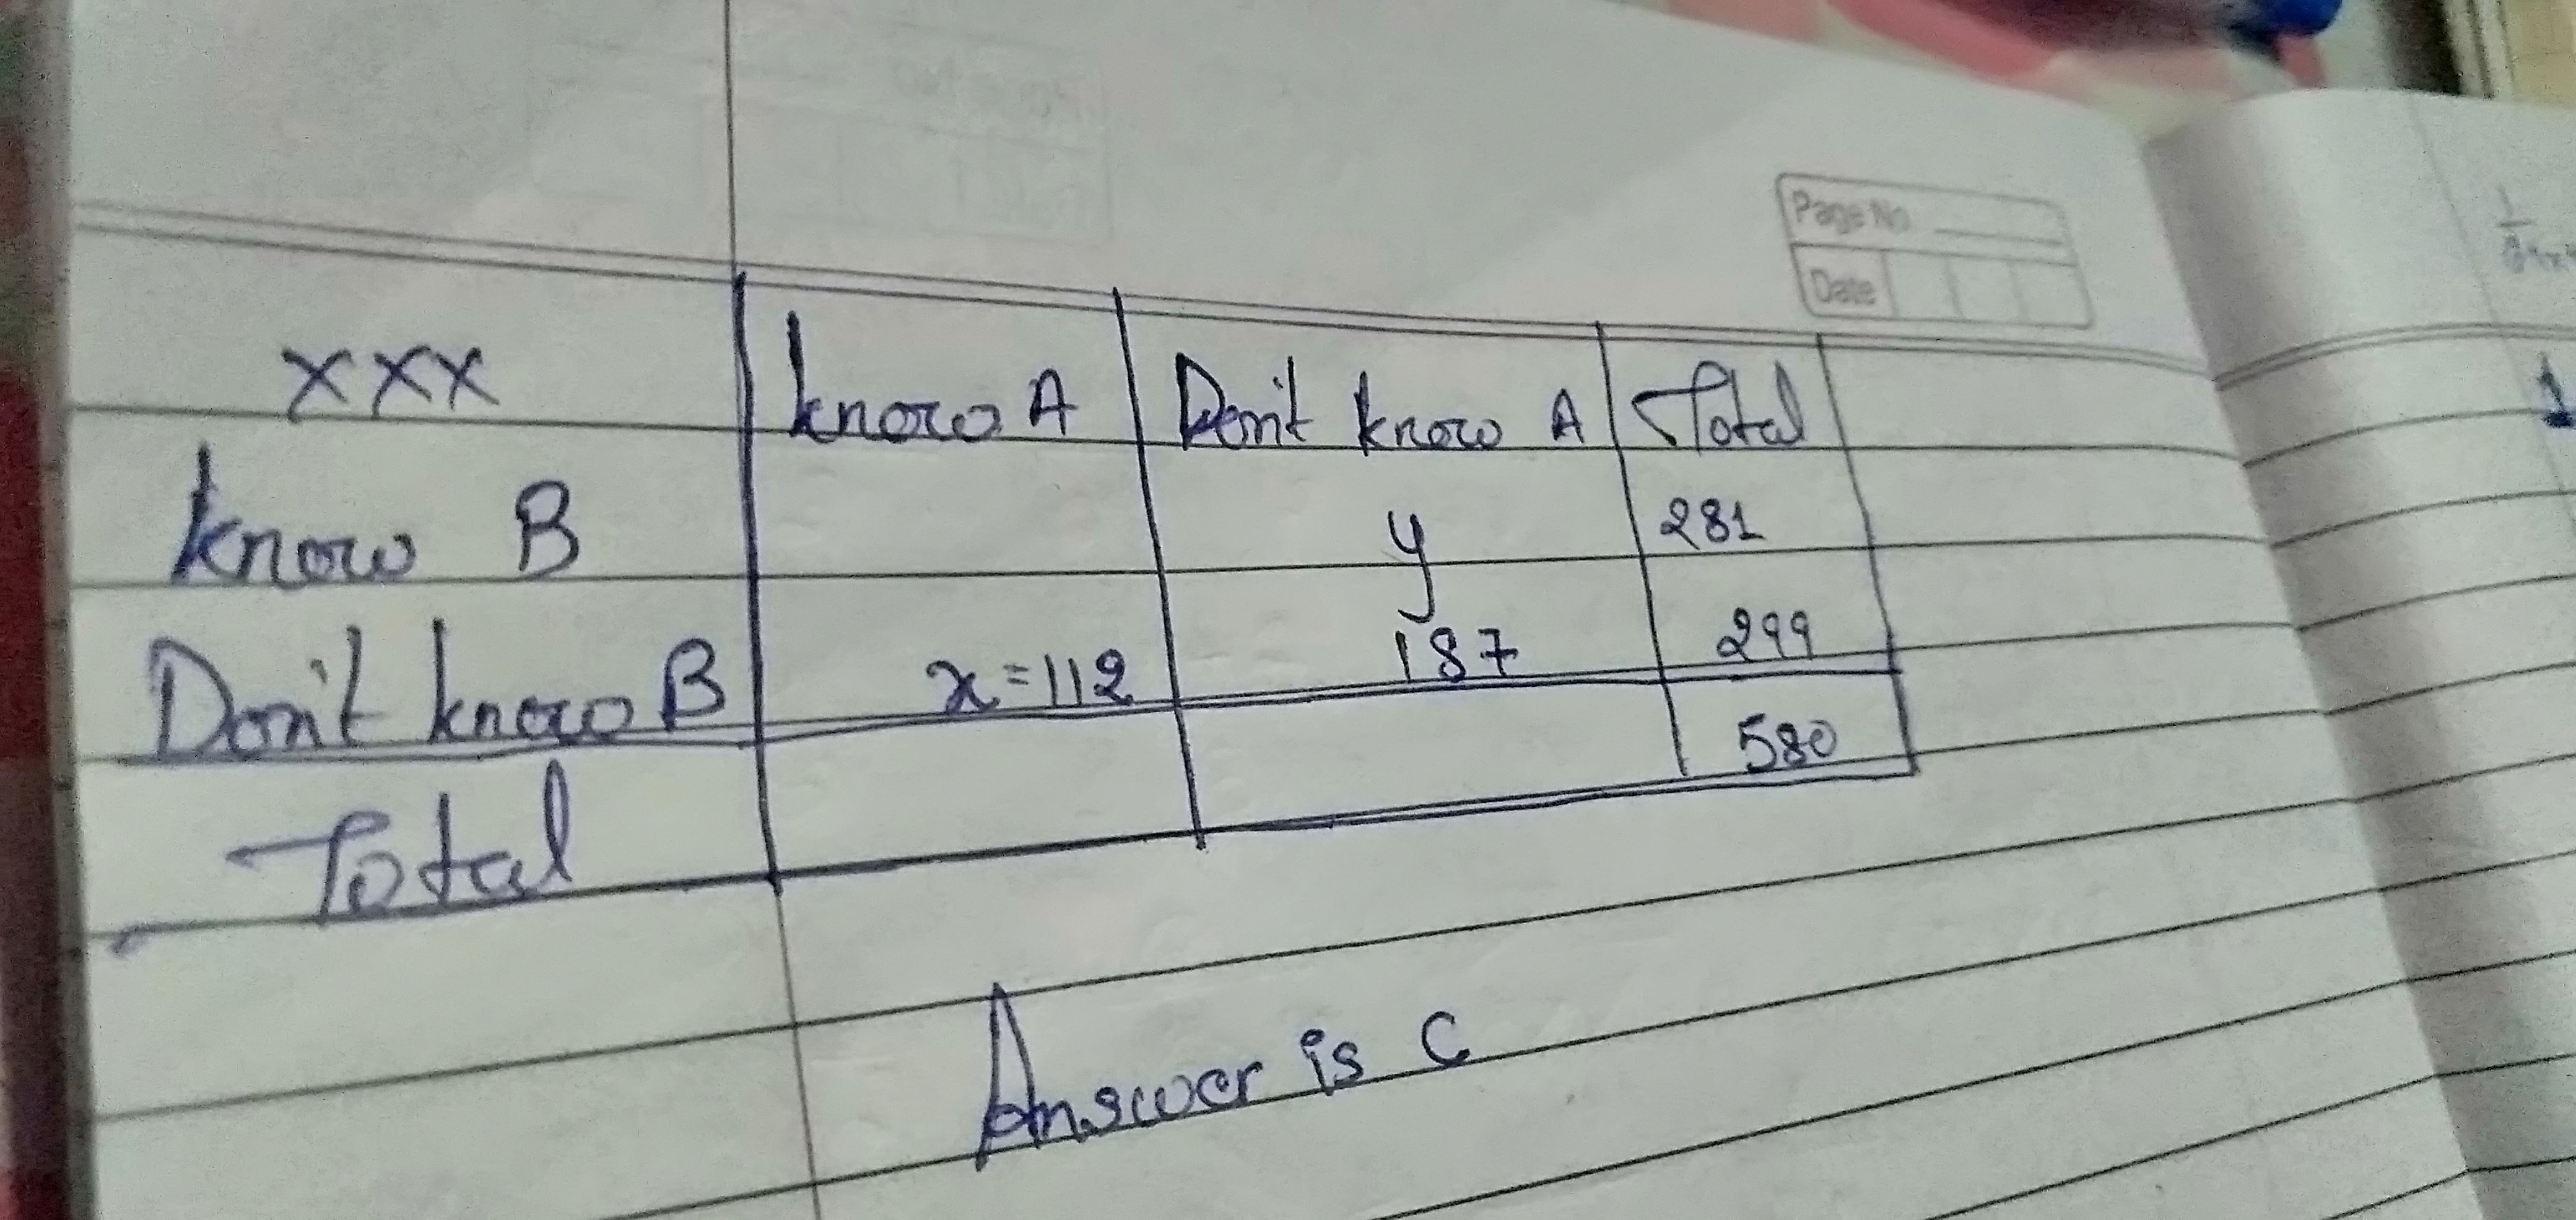 Page No
Date
xxx know A Don't know A Total
know B y 281
Don't know B x=112 187 299
Total 580
Answer is C